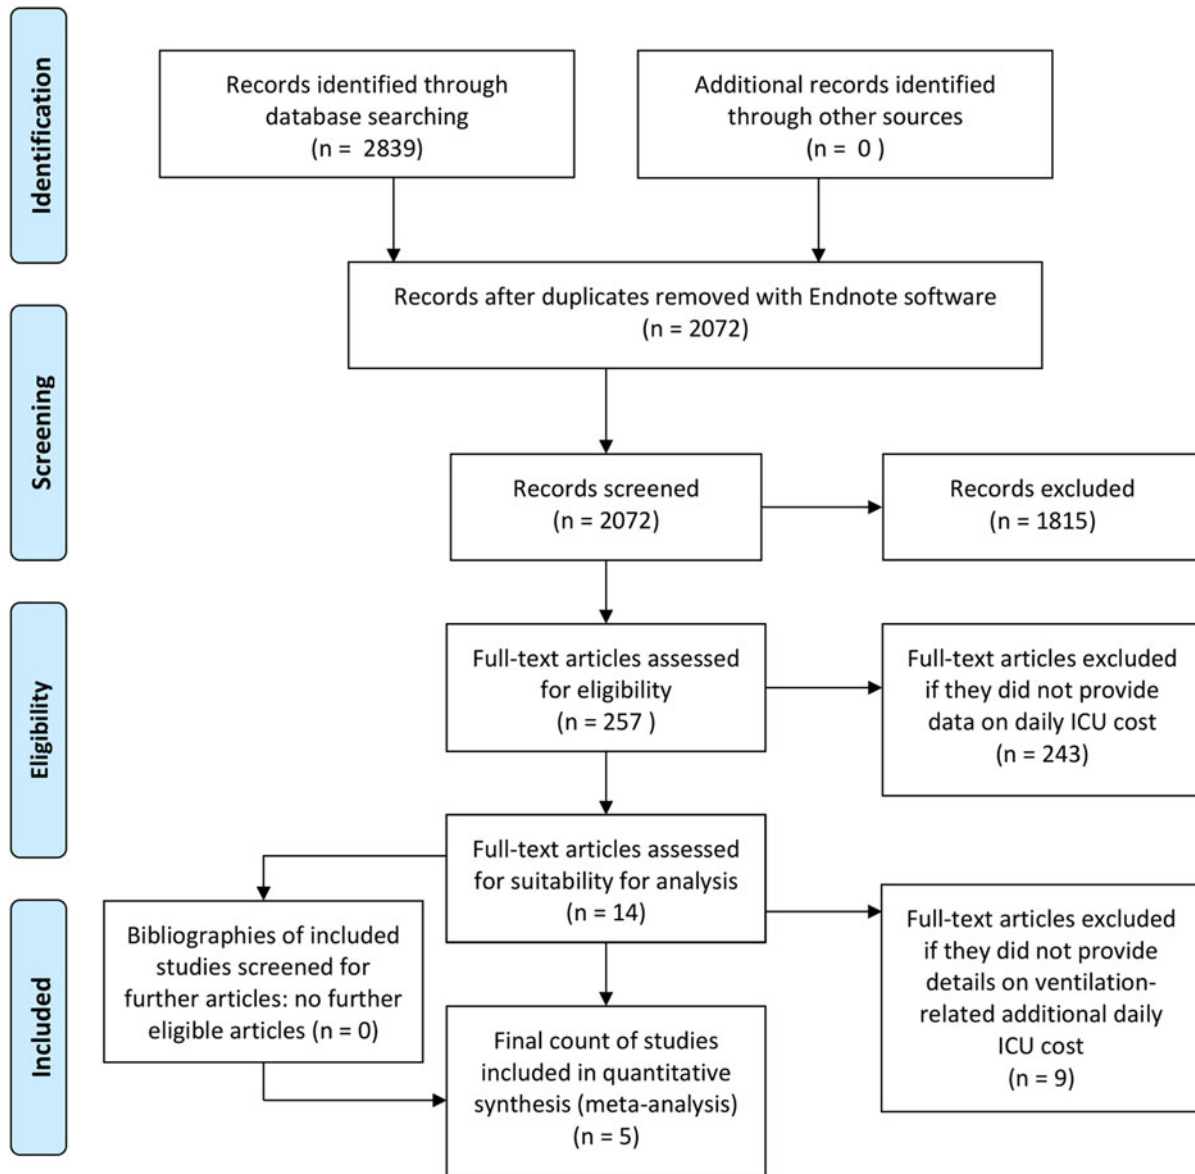 Identification
Records identified through
database searching
(n = 2839)
Additional records identified
through other sources
(n = 0 )
Records after duplicates removed with Endnote software
(n = 2072)
Screening
Records screened
(n = 2072)
Records excluded
(n = 1815)
Eligibility
Full-text articles assessed
for eligibility
(n = 257 )
Full-text articles excluded
if they did not provide
data on daily ICU cost
(n = 243)
Full-text articles assessed
for suitability for analysis
(n = 14)
Included
Bibliographies of included
studies screened for
further articles: no further
eligible articles (n = 0)
Full-text articles excluded
if they did not provide
details on ventilation-
related additional daily
ICU cost
(n = 9)
Final count of studies
included in quantitative
synthesis (meta-analysis)
(n = 5)